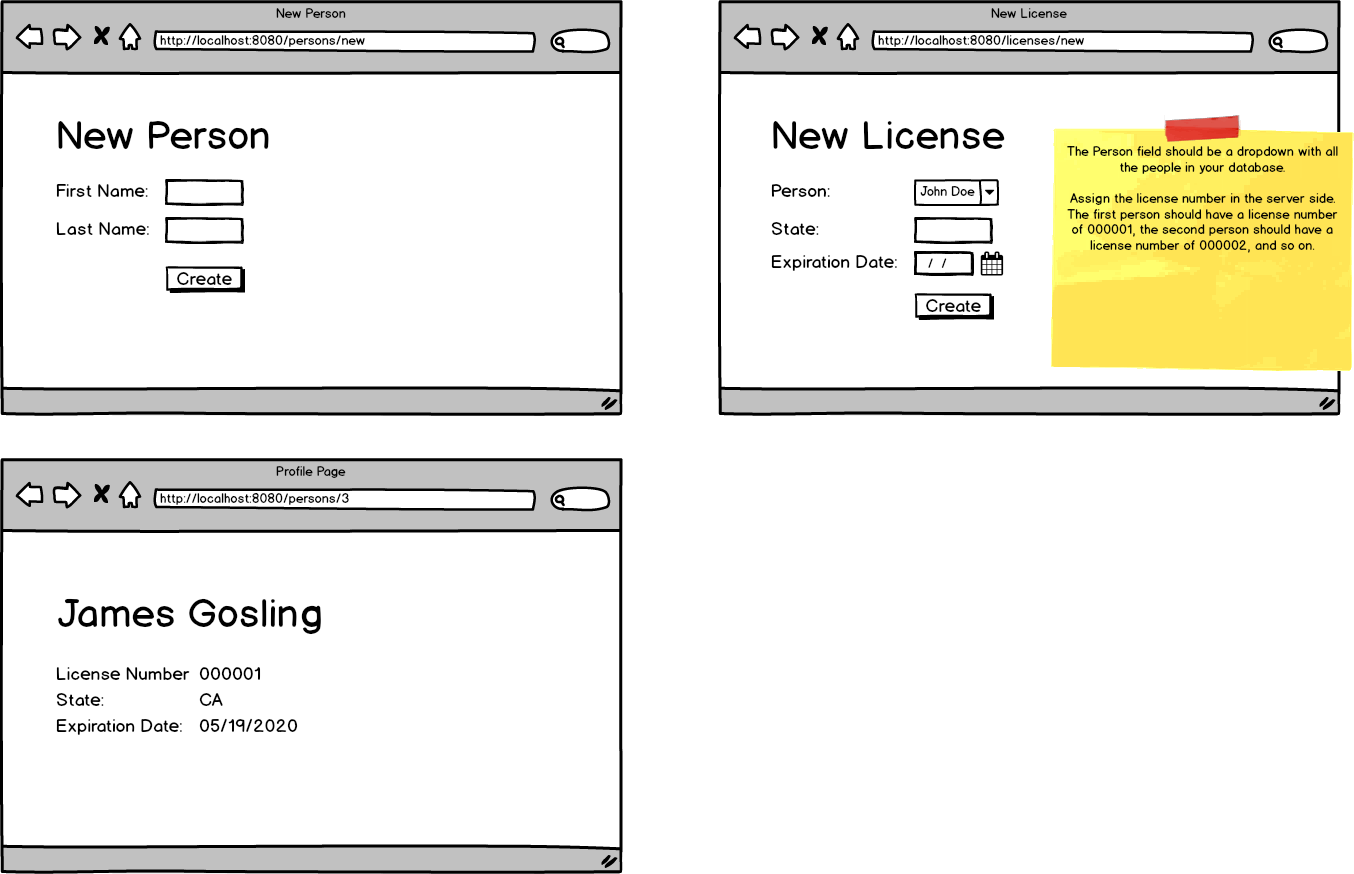 New Person
http://localhost:8080/persons/new
New Person
First Name:
Last Name:
Create
New License
http://localhost:8080/licenses/new
New License
Person:
John Doe
State:
Expiration Date:
/ /
Create
The Person field should be a dropdown with all
the people in your database.
Assign the license number in the server side.
The first person should have a license number
of 000001, the second person should have a
license number of 000002, and so on.
Profile Page
http://localhost:8080/persons/3
James Gosling
License Number 000001
State: CA
Expiration Date: 05/19/2020